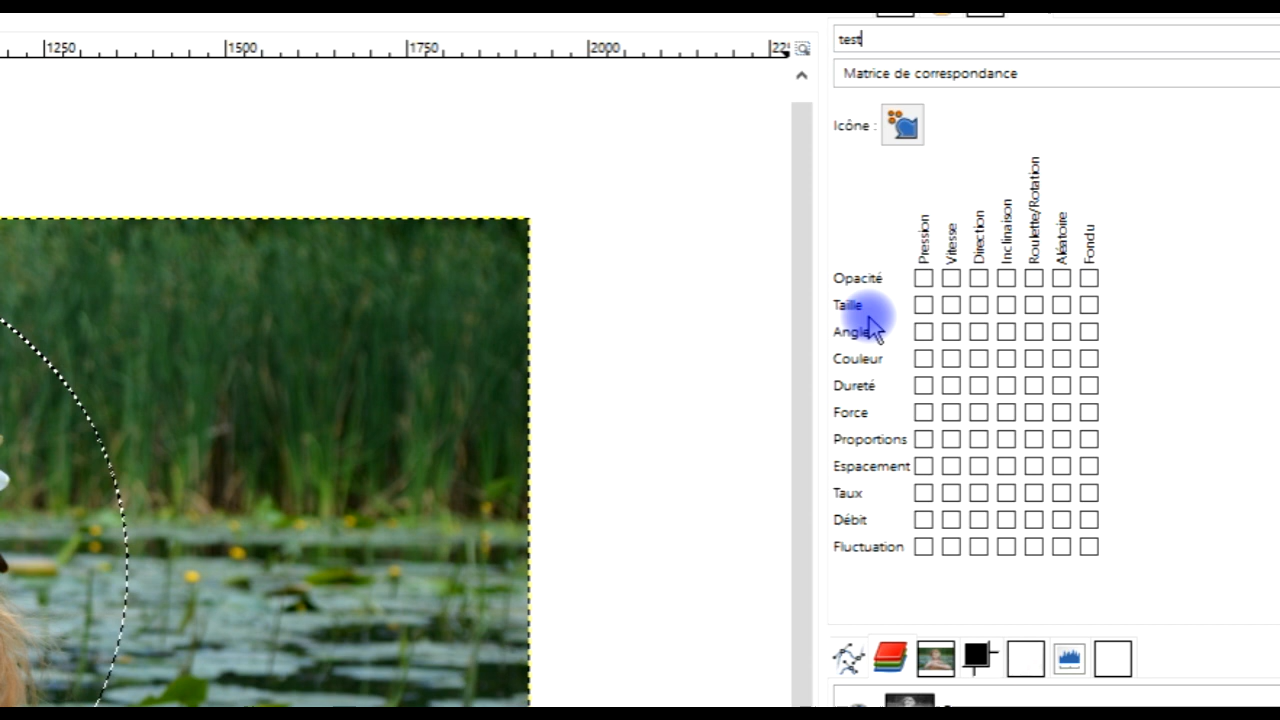 1250 1500 1750 2000
test
Matrice de correspondance
Icône :
Pression Vitesse Direction Inclinaison Roulette/Rotation Aléatoire Fondu
Opacité
Taille
Angle
Couleur
Dureté
Force
Proportions
Espacement
Taux
Débit
Fluctuation